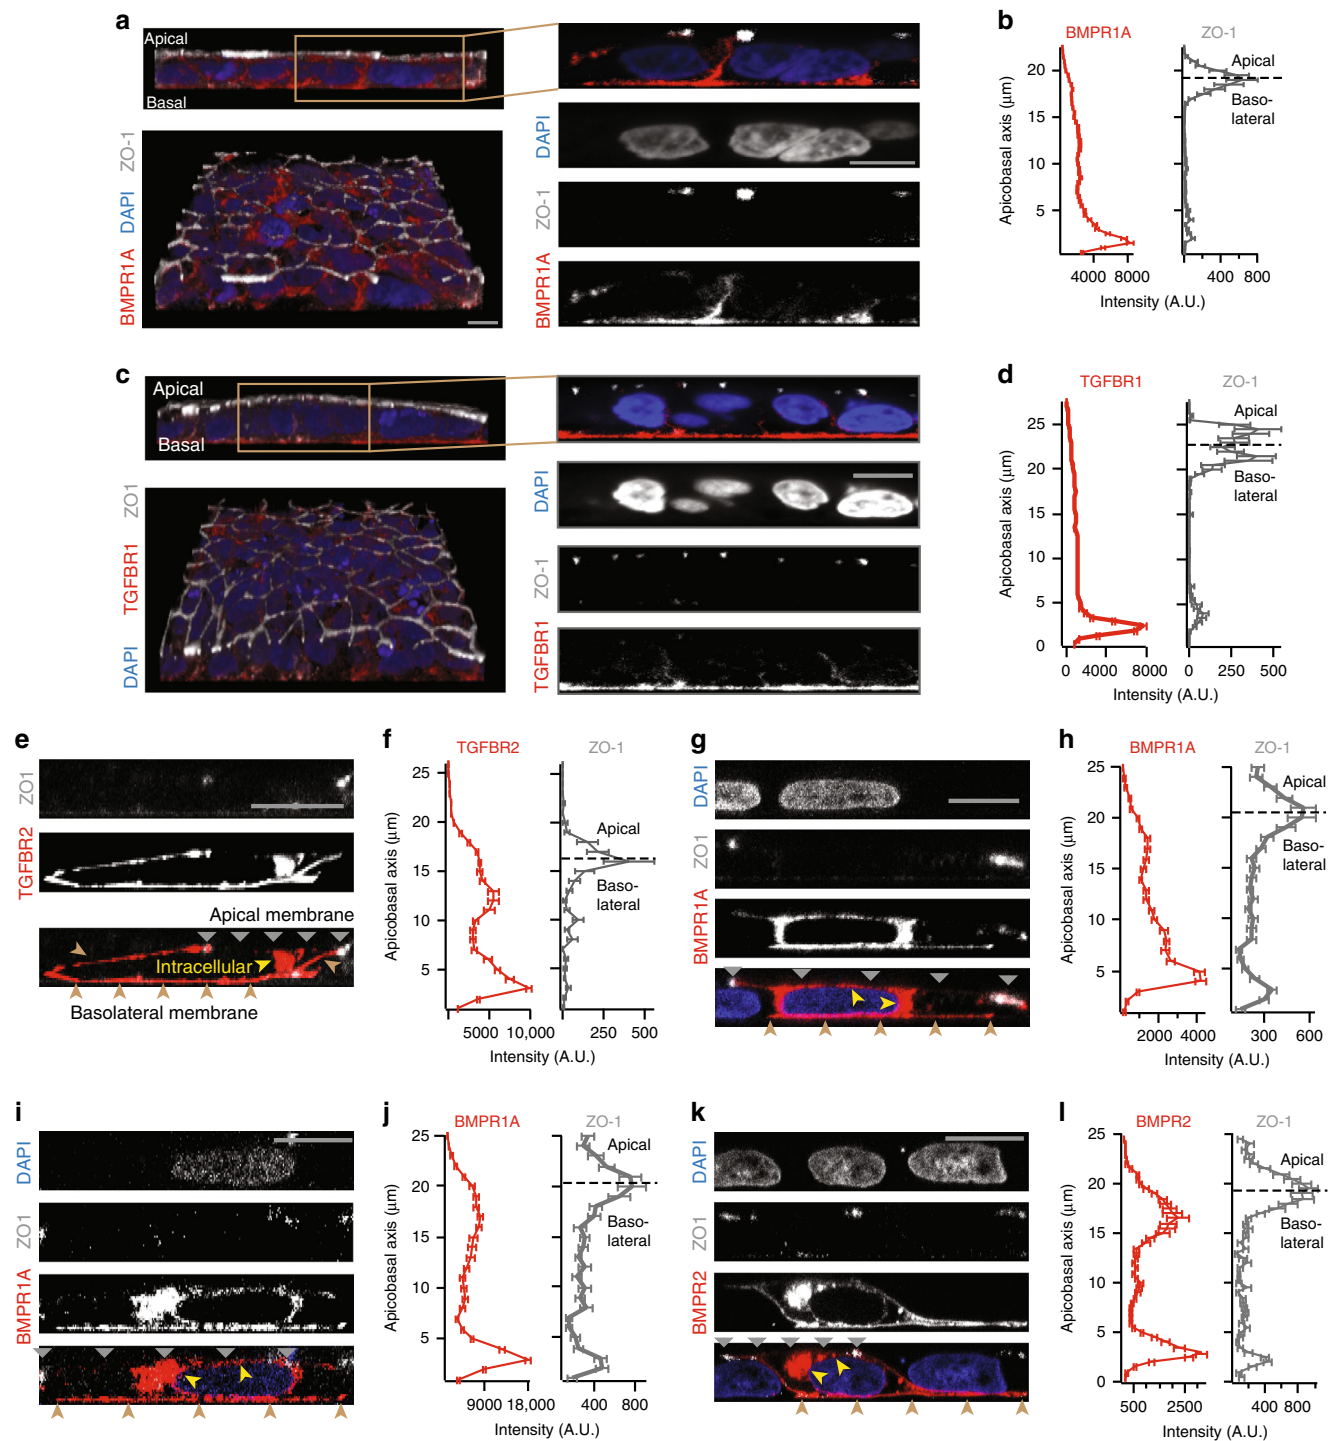 a
Apical
Basal
ZO-1
DAPI
BMPR1A
DAPI
ZO-1
BMPR1A
b
BMPR1A
ZO-1
Apicobasal axis (µm)
20
15
10
5
Apical
Baso-
lateral
4000 8000
400 800
Intensity (A.U.)
c
Apical
Basal
ZO1
TGFBR1
DAPI
DAPI
ZO-1
TGFBR1
d
TGFBR1
ZO-1
Apicobasal axis (µm)
25
20
15
10
5
0
Apical
Baso-
lateral
0 4000 8000
0 250 500
Intensity (A.U.)
e
ZO1
TGFBR2
Apical membrane
Intracellular
Basolateral membrane
f
TGFBR2
ZO-1
Apicobasal axis (µm)
25
20
15
10
5
Apical
Baso-
lateral
5000 10,000
250 500
Intensity (A.U.)
g
DAPI
ZO1
BMPR1A
h
BMPR1A
ZO-1
Apicobasal axis (µm)
25
20
15
10
5
0
Apical
Baso-
lateral
2000 4000
300 600
Intensity (A.U.)
i
DAPI
ZO1
BMPR1A
j
BMPR1A
ZO-1
Apicobasal axis (µm)
25
20
15
10
5
Apical
Baso-
lateral
9000 18,000
400 800
Intensity (A.U.)
k
DAPI
ZO1
BMPR2
l
BMPR2
ZO-1
Apicobasal axis (µm)
25
20
15
10
5
0
Apical
Baso-
lateral
500 2500
400 800
Intensity (A.U.)